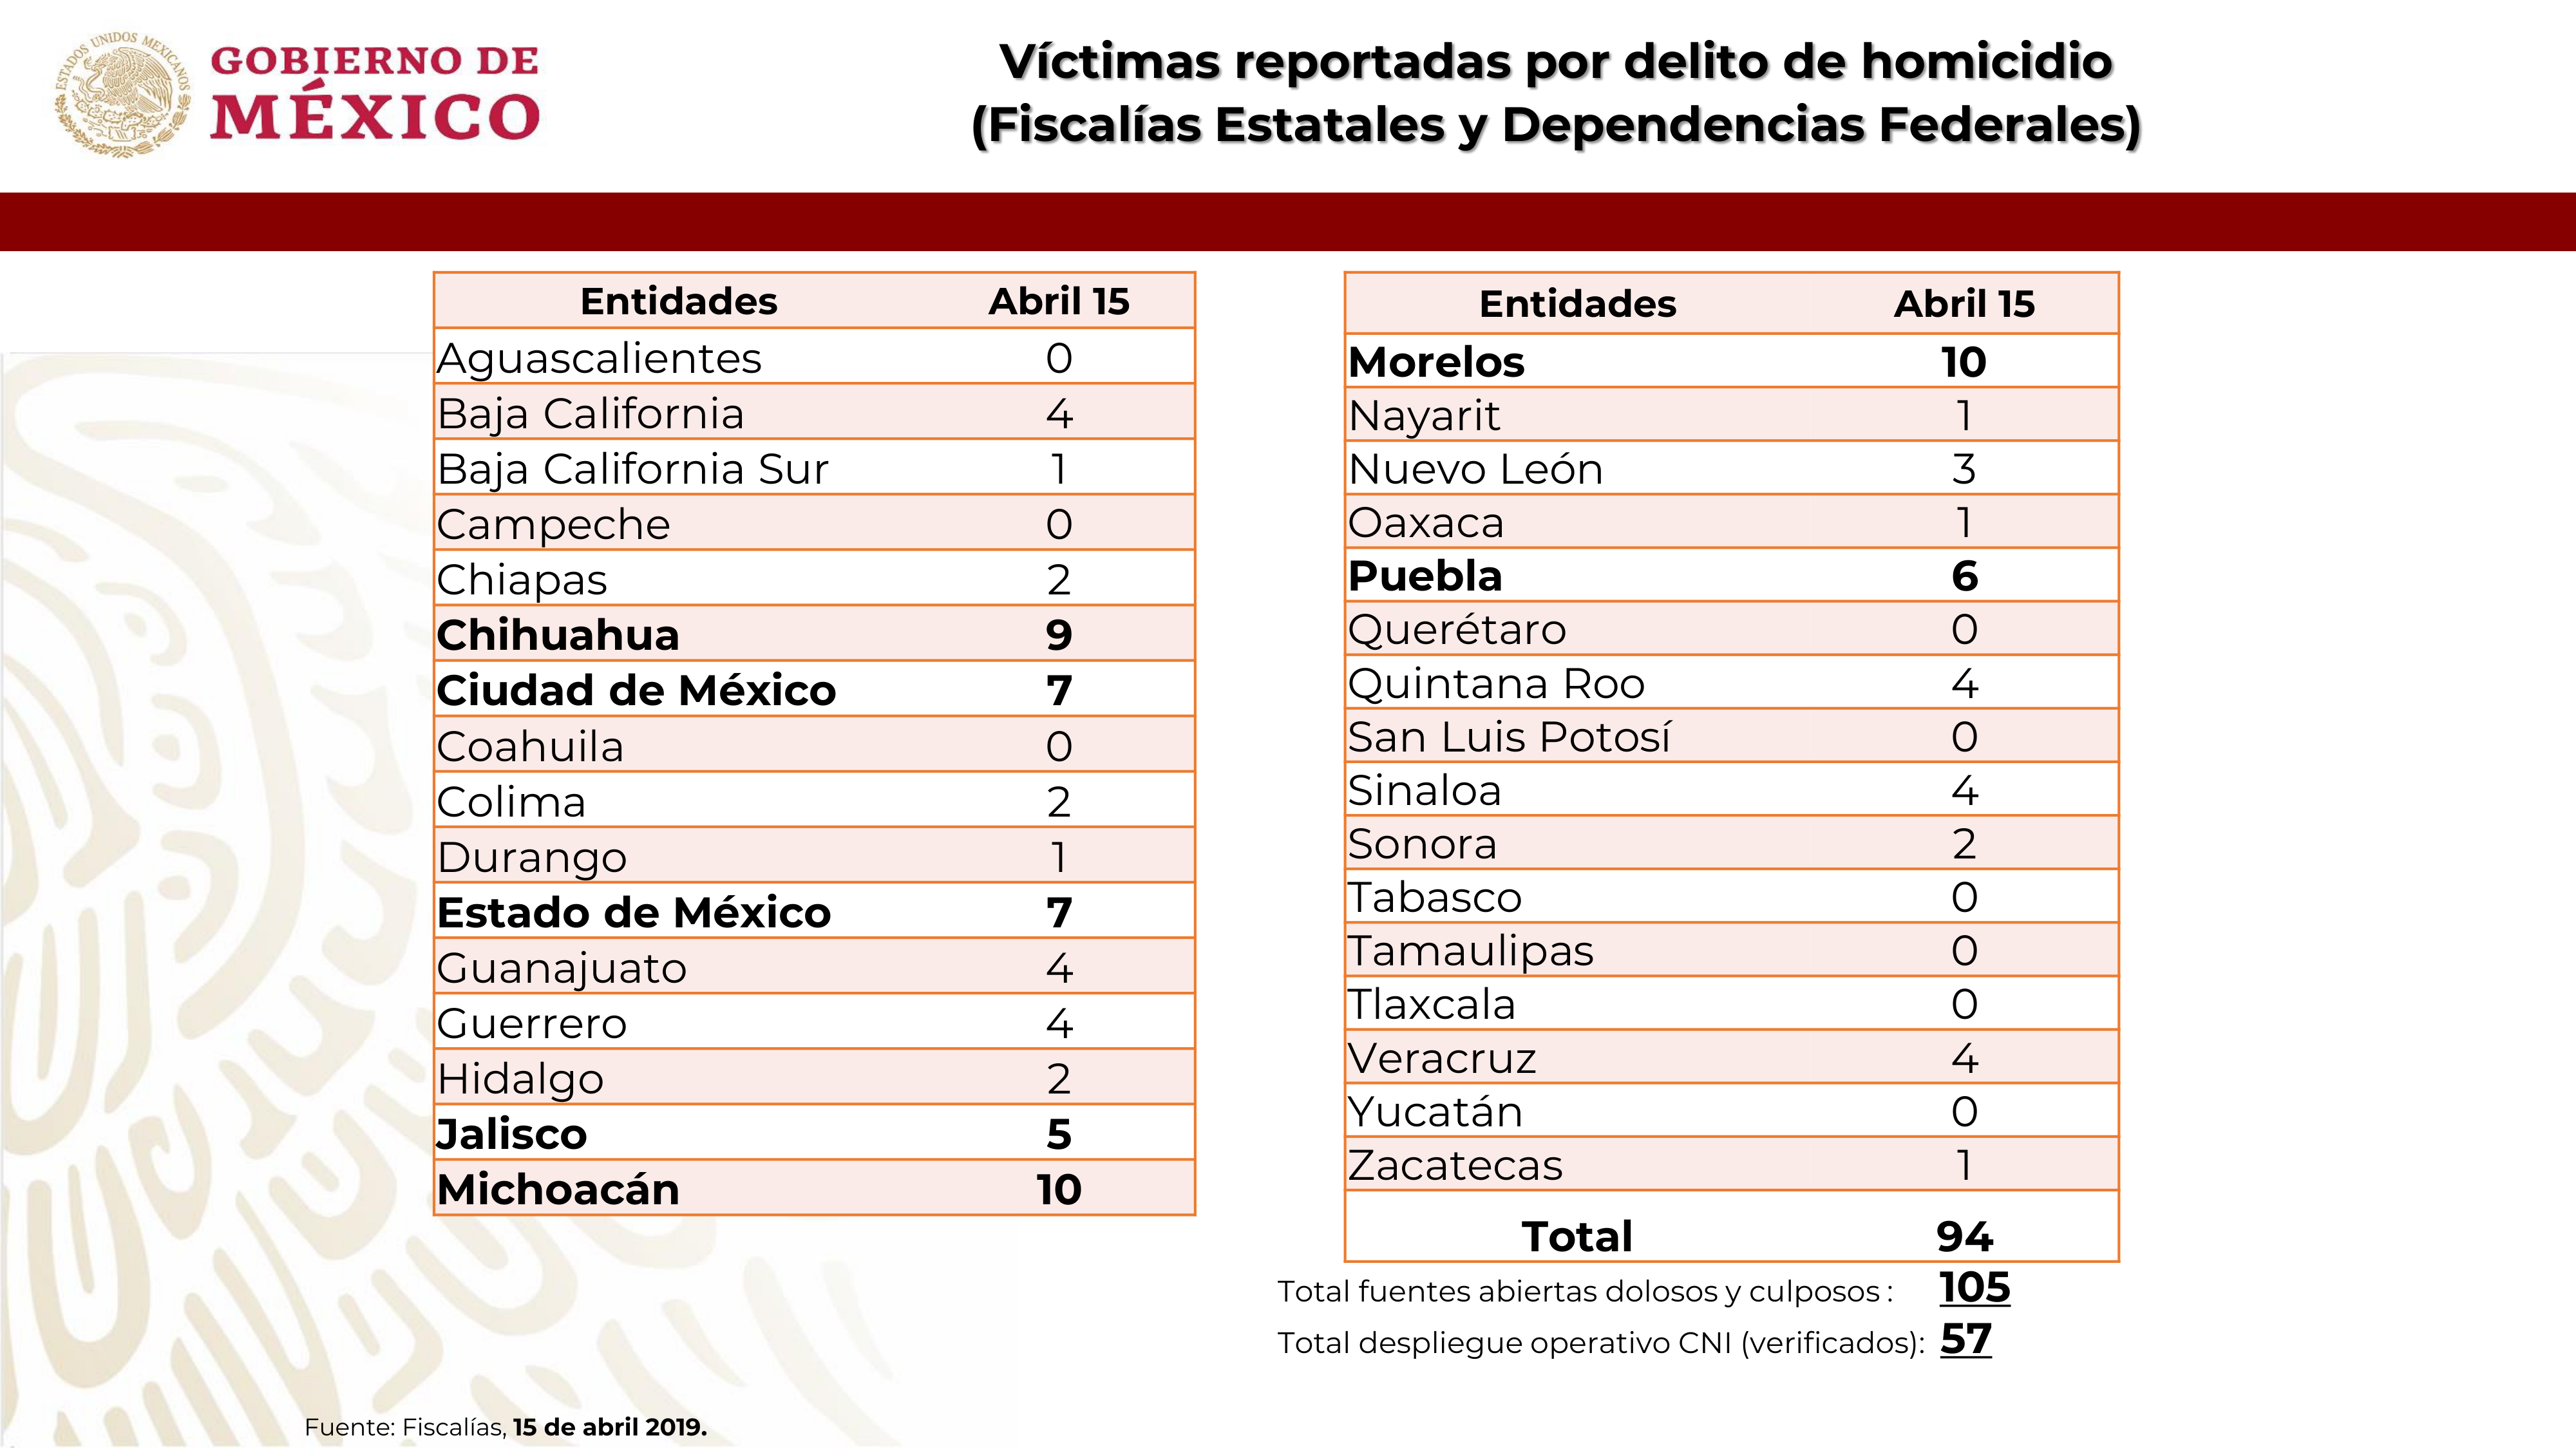 ESTADOS UNIDOS MEXICANOS
GOBIERNO DE
MÉXICO
Víctimas reportadas por delito de homicidio
(Fiscalías Estatales y Dependencias Federales)
Entidades Abril 15
Aguascalientes 0
Baja California 4
Baja California Sur 1
Campeche 0
Chiapas 2
Chihuahua 9
Ciudad de México 7
Coahuila 0
Colima 2
Durango 1
Estado de México 7
Guanajuato 4
Guerrero 4
Hidalgo 2
Jalisco 5
Michoacán 10
Entidades Abril 15
Morelos 10
Nayarit 1
Nuevo León 3
Oaxaca 1
Puebla 6
Querétaro 0
Quintana Roo 4
San Luis Potosí 0
Sinaloa 4
Sonora 2
Tabasco 0
Tamaulipas 0
Tlaxcala 0
Veracruz 4
Yucatán 0
Zacatecas 1
Total 94
Total fuentes abiertas dolosos y culposos : 105
Total despliegue operativo CNI (verificados): 57
Fuente: Fiscalías, 15 de abril 2019.